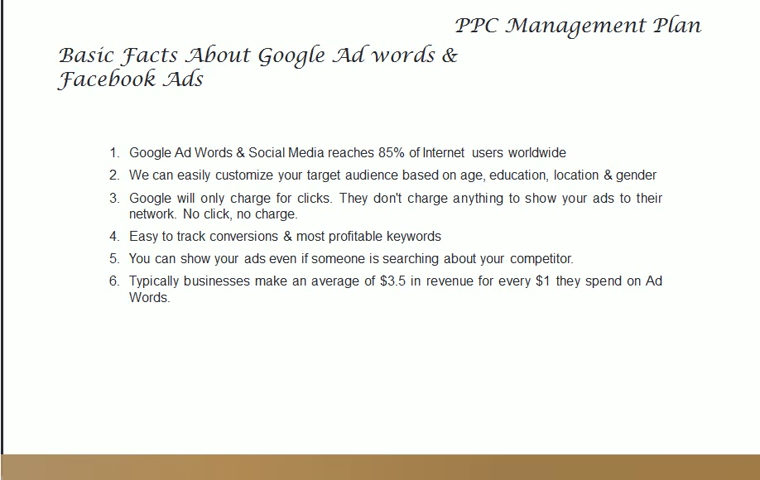 PPC Management Plan
Basic Facts About Google Ad words &
Facebook Ads
1. Google Ad Words & Social Media reaches 85% of Internet users worldwide
2. We can easily customize your target audience based on age, education, location & gender
3. Google will only charge for clicks. They don't charge anything to show your ads to their
network. No click, no charge.
4. Easy to track conversions & most profitable keywords
5. You can show your ads even if someone is searching about your competitor.
6. Typically businesses make an average of $3.5 in revenue for every $1 they spend on Ad
Words.